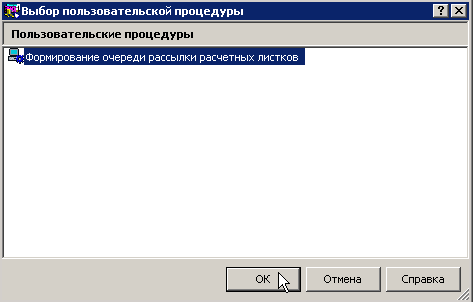 Выбор пользовательской процедуры
Пользовательские процедуры
Формирование очереди рассылки расчетных листков
OK
Отмена
Справка